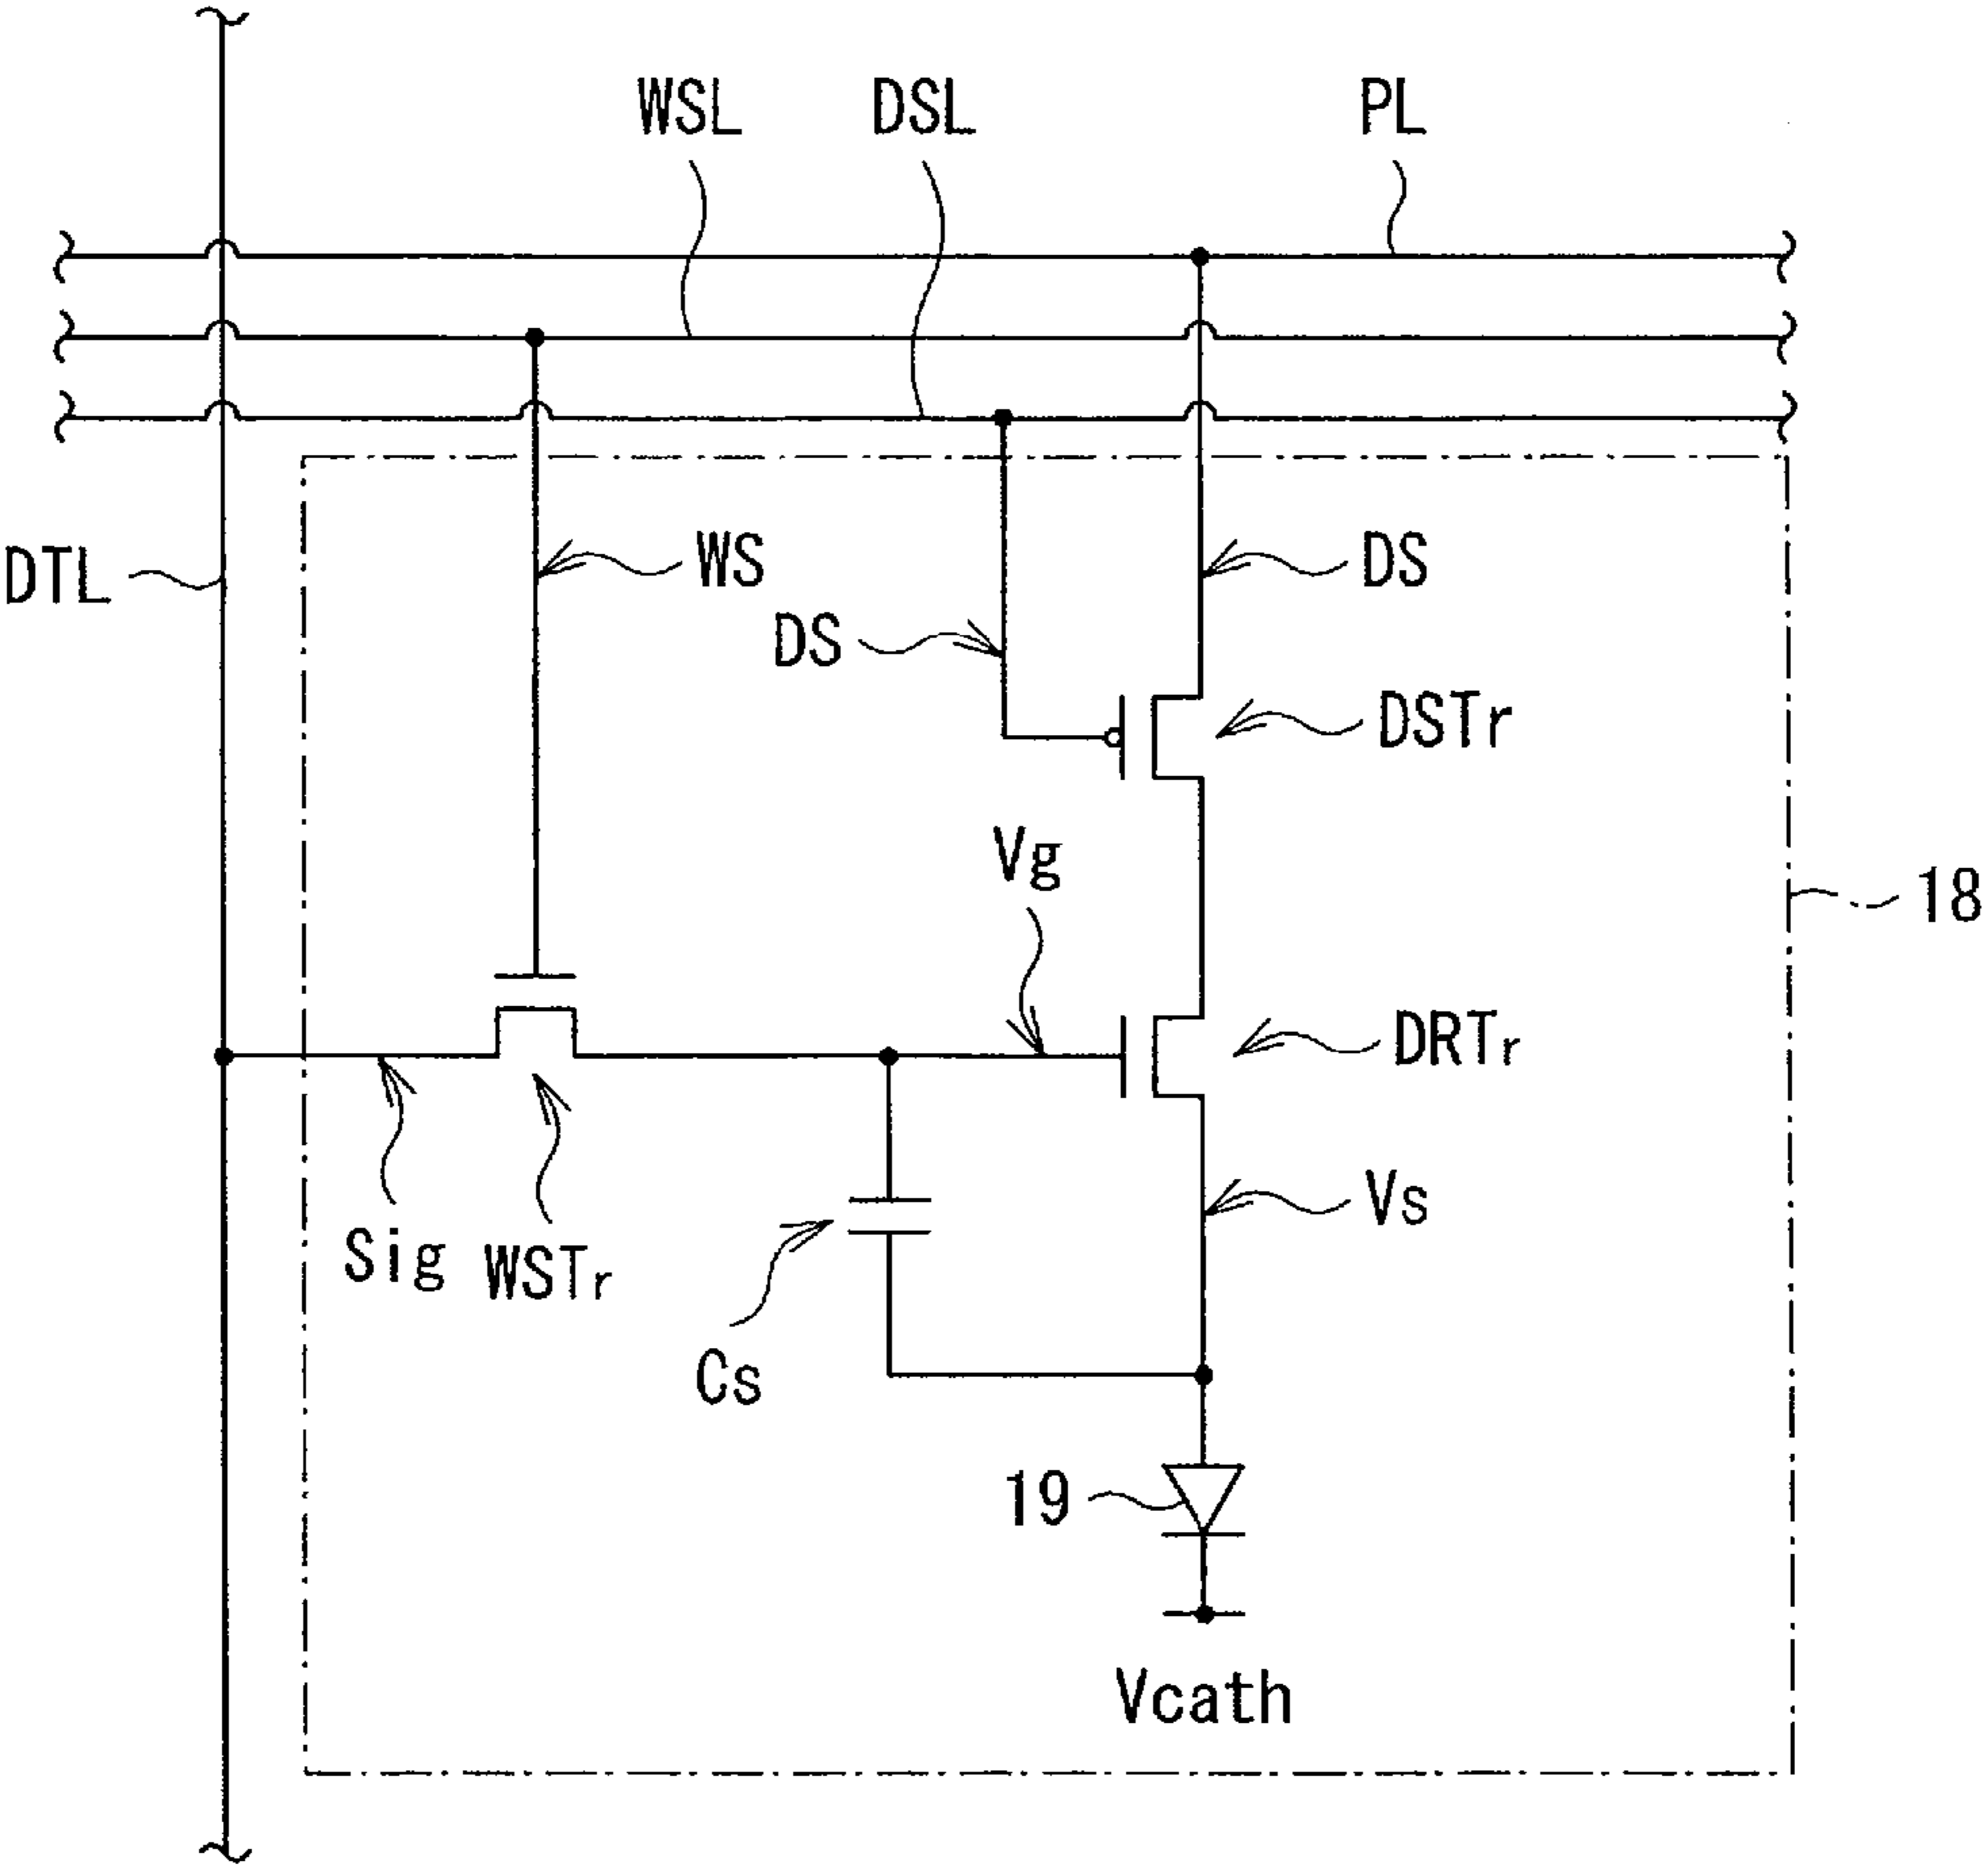 WSL
DSL
PL
DTL
WS
DS
DS
DSTr
Vg
18
DRTr
Sig
WSTr
Vs
Cs
19
Vcath